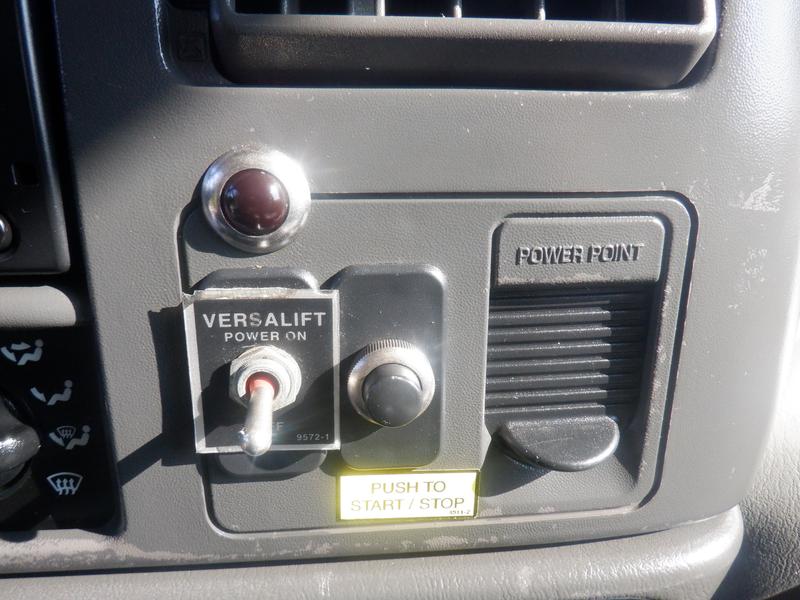 POWER POINT
VERSALIFT
POWER ON
9572-1
PUSH TO
START / STOP